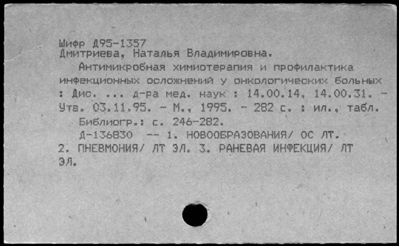 Шифр Д95-1357
Дмитриева, Наталья Владимировна.
Антимикробная химиотерапия и профилактика
инфекционных осложнений у онкологических больных
: Дис. ... д-ра мед. наук : 14.00.14, 14.00.31. -
Утв. 03.11.95. - М., 1995. - 282 с. : ил., табл.
Библиогр.: с. 246-282.
Д-136830 -- 1. НОВООБРАЗОВАНИЯ/ ОС ЛТ.
2. ПНЕВМОНИЯ/ ЛТ ЭЛ. 3. РАНЕВАЯ ИНФЕКЦИЯ/ ЛТ
ЭЛ.